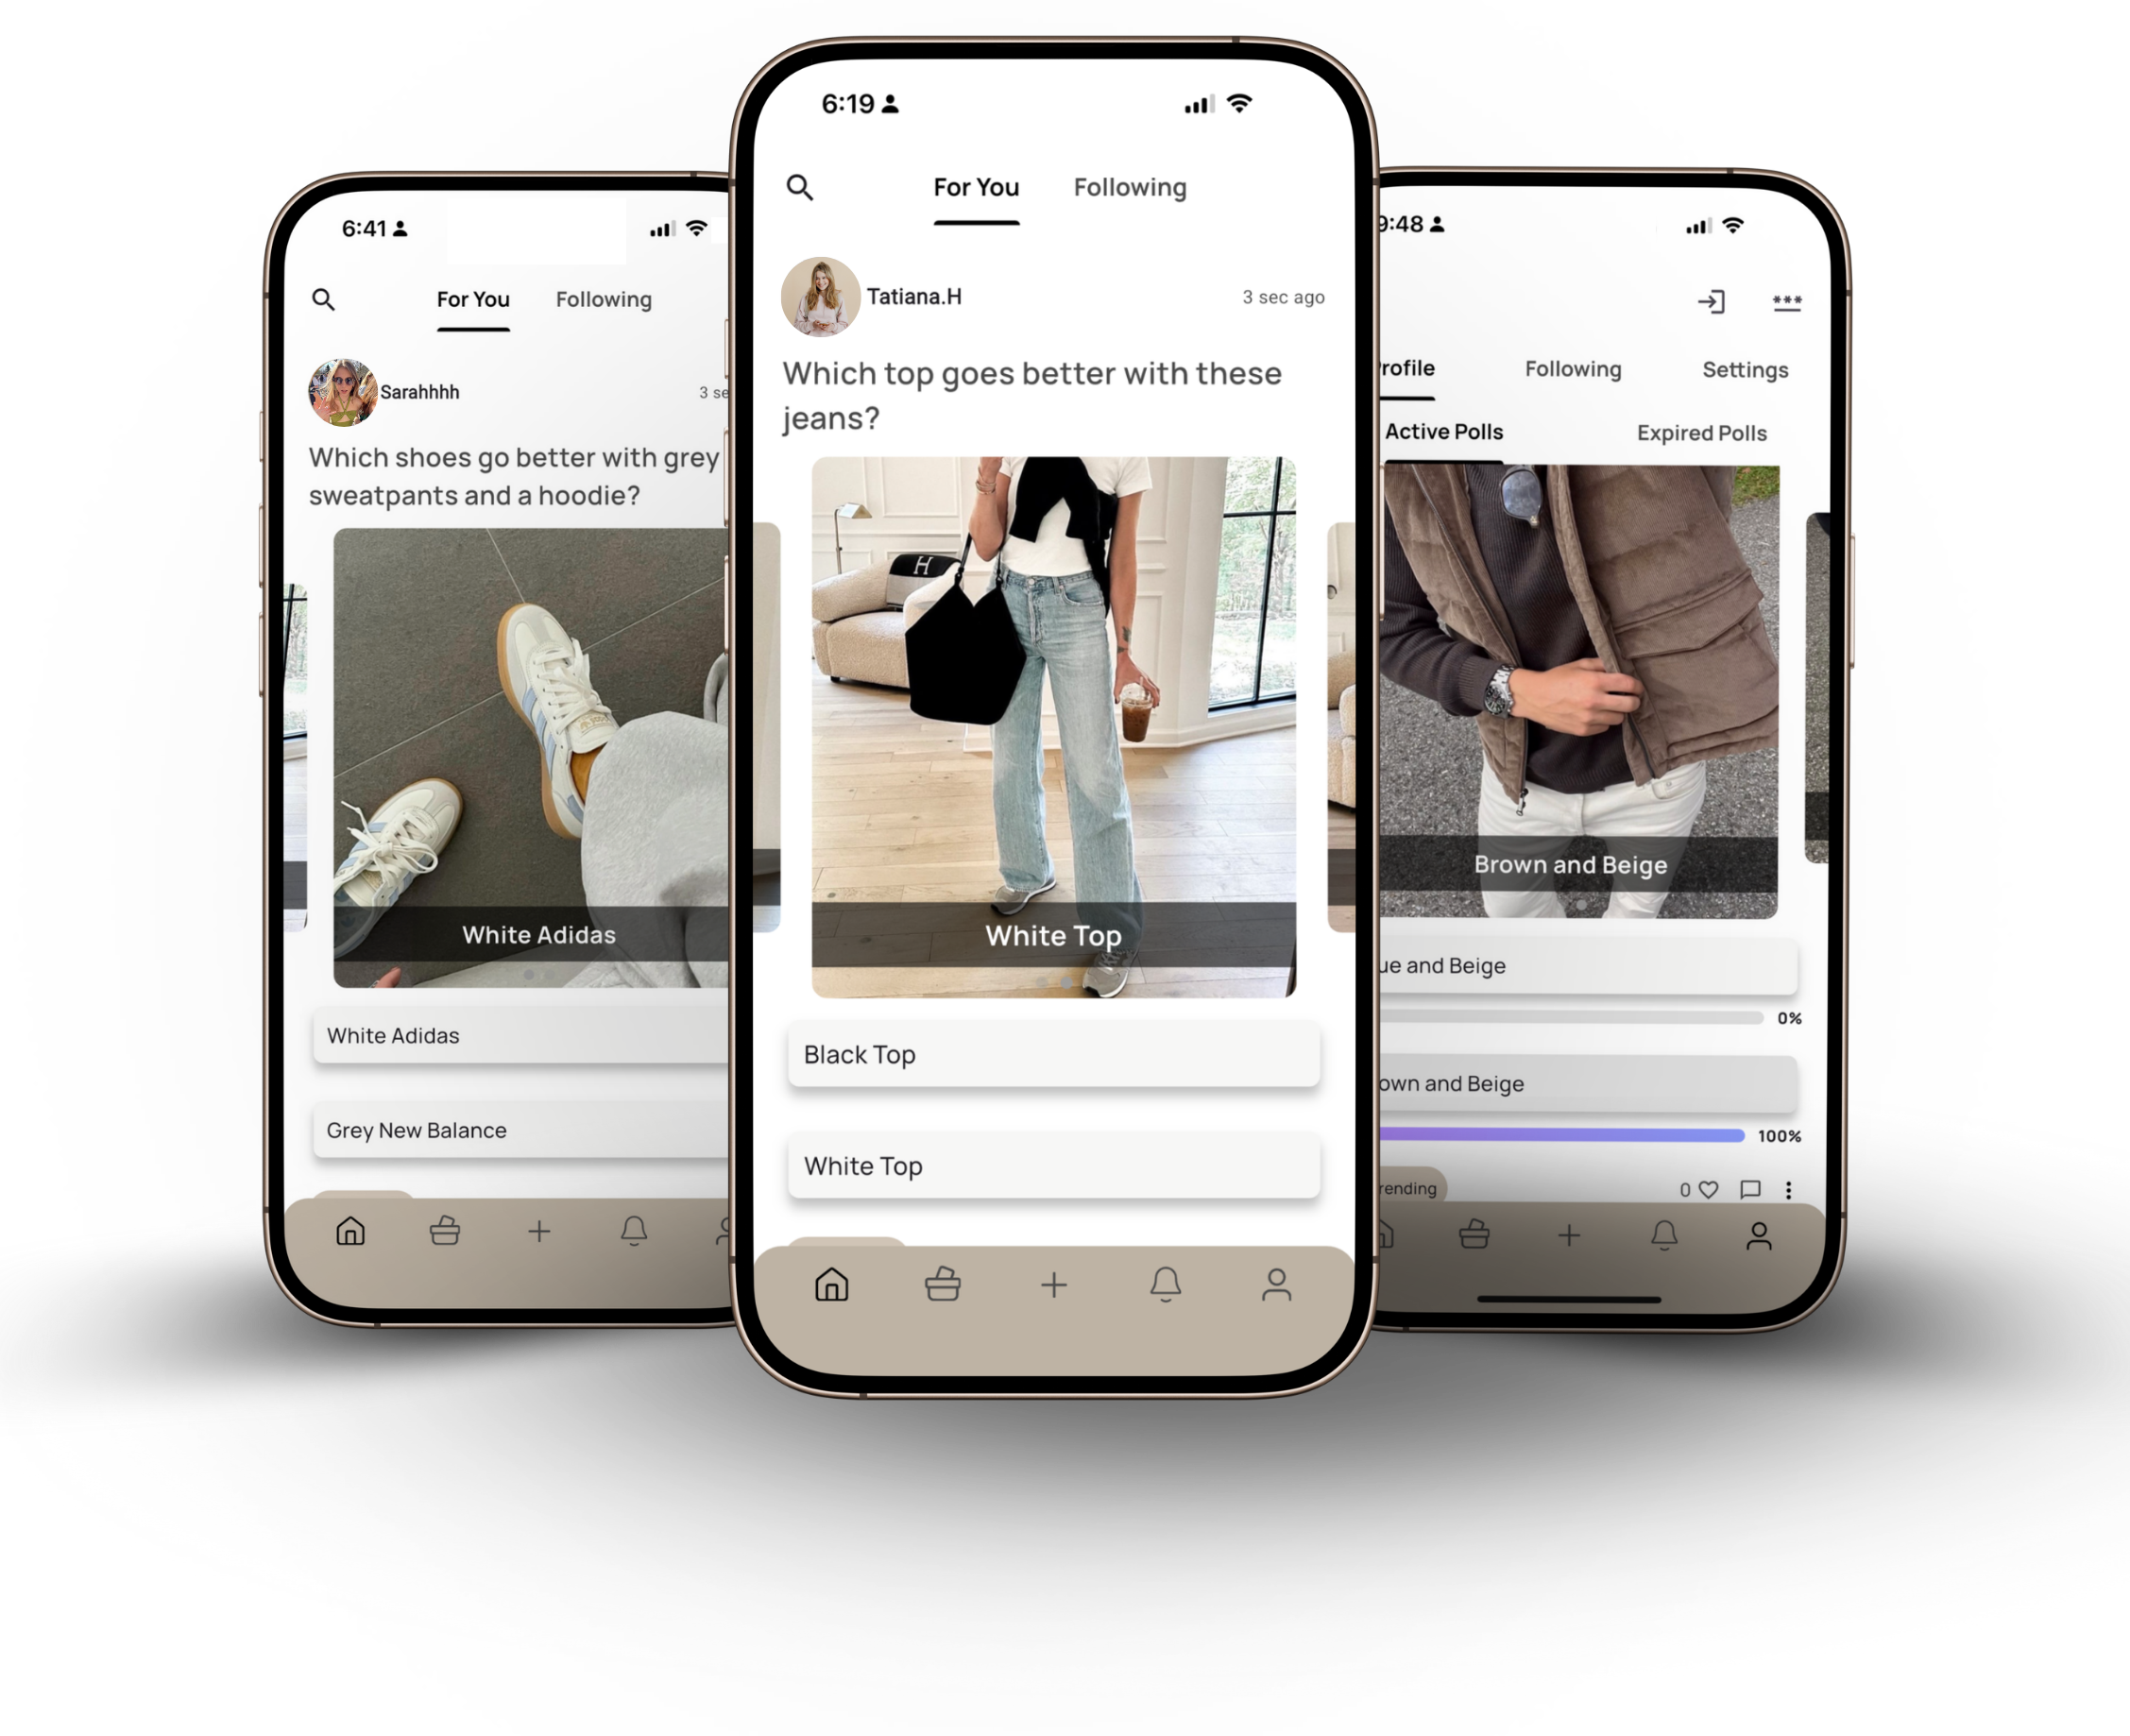 6:41
For You Following
Sarahhhh
Which shoes go better with grey
sweatpants and a hoodie?
White Adidas
White Adidas
Grey New Balance
6:19
For You Following
Tatiana.H 3 sec ago
Which top goes better with these
jeans?
H
White Top
Black Top
White Top
9:48
Profile Following Settings
Active Polls Expired Polls
Brown and Beige
ue and Beige
0%
own and Beige
100%
rending 0